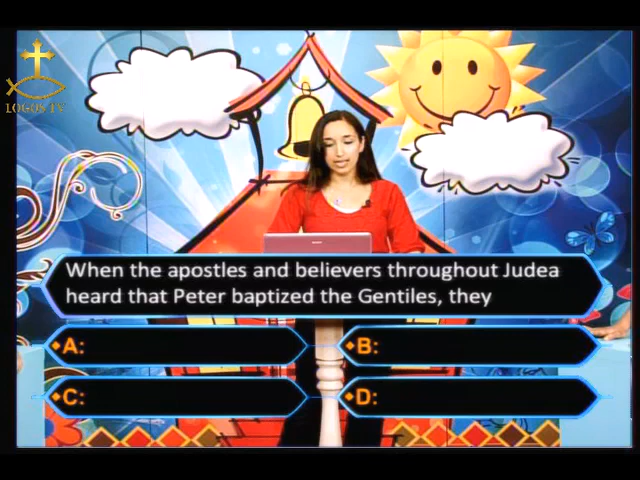 LOGOS TV
When the apostles and believers throughout Judea
heard that Peter baptized the Gentiles, they
A:
B:
C:
D: